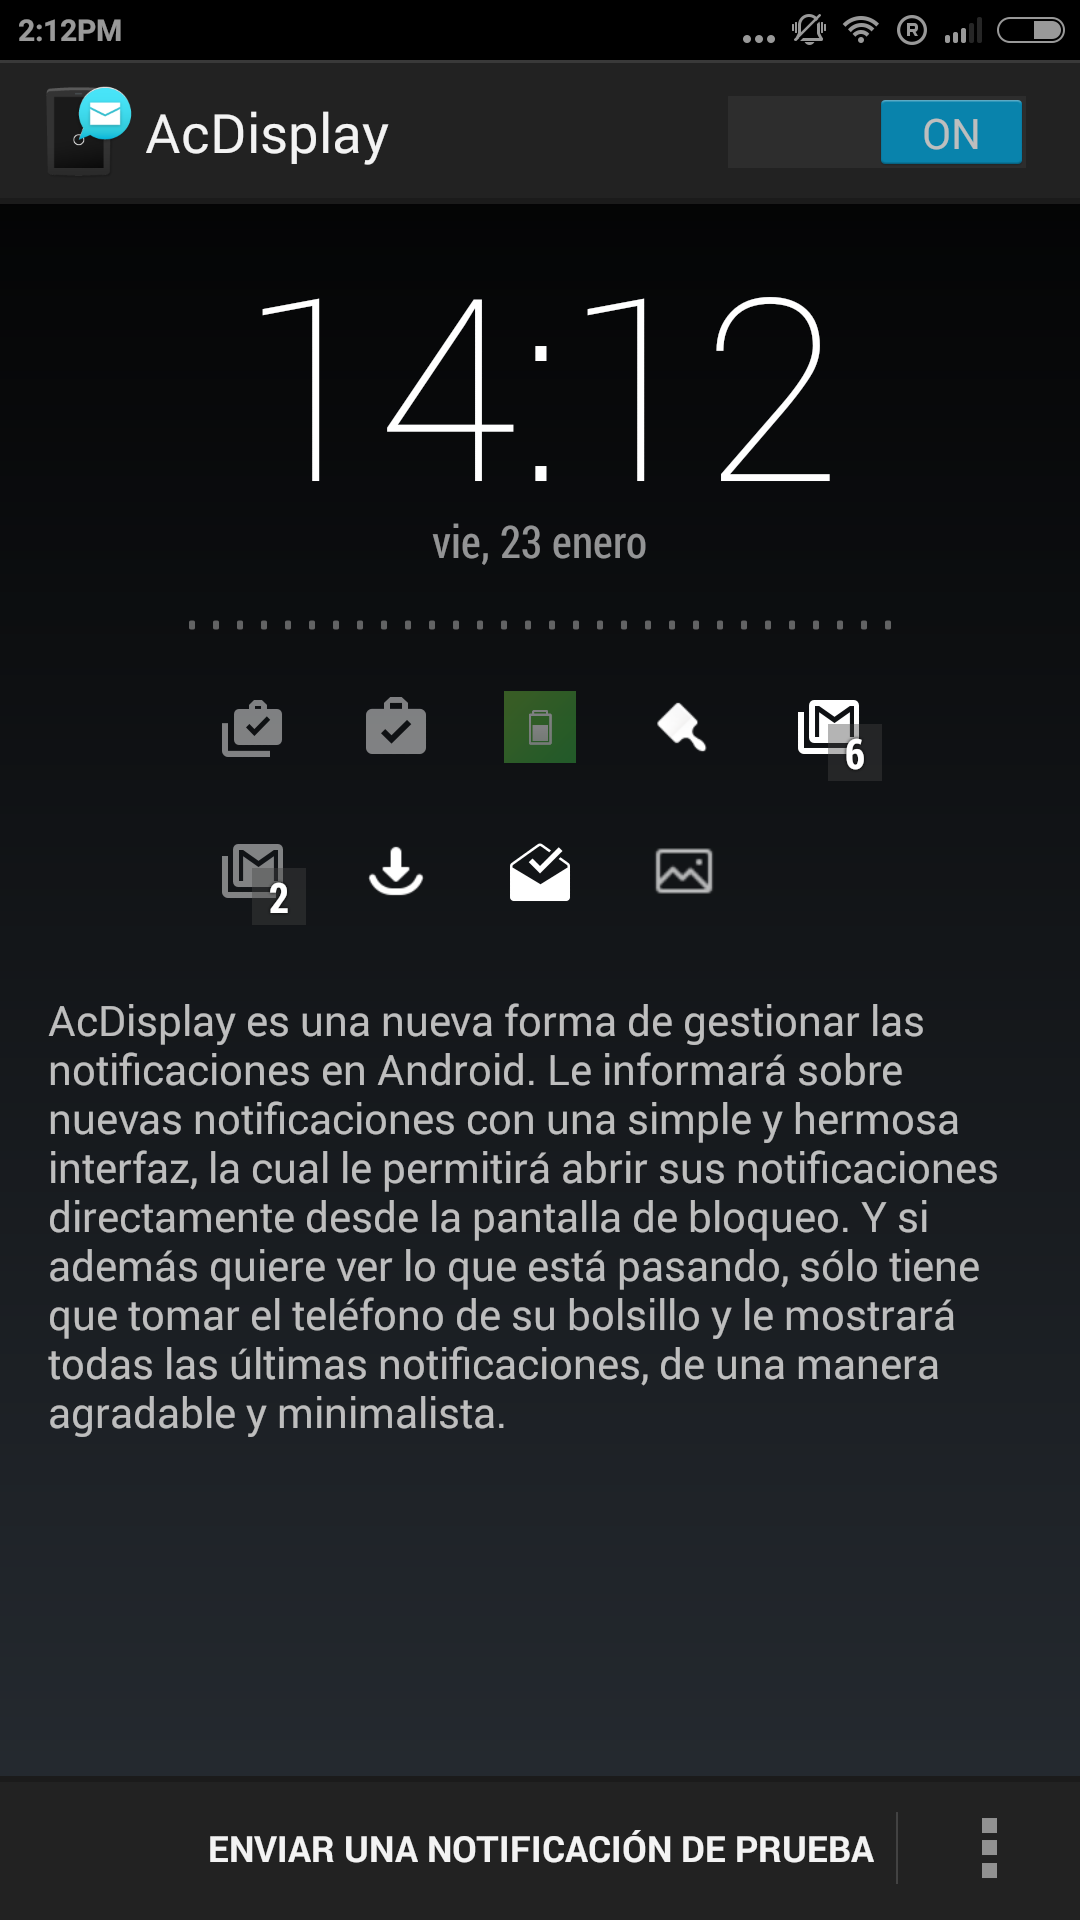 2:12PM
R
AcDisplay
ON
14:12
vie, 23 enero
6
2
AcDisplay es una nueva forma de gestionar las
notificaciones en Android. Le informará sobre
nuevas notificaciones con una simple y hermosa
interfaz, la cual le permitirá abrir sus notificaciones
directamente desde la pantalla de bloqueo. Y si
además quiere ver lo que está pasando, sólo tiene
que tomar el teléfono de su bolsillo y le mostrará
todas las últimas notificaciones, de una manera
agradable y minimalista.
ENVIAR UNA NOTIFICACIÓN DE PRUEBA